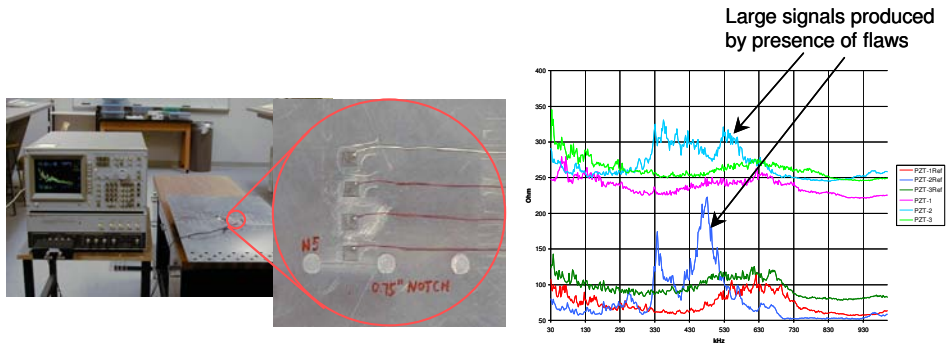 Large signals produced
by presence of flaws
N5
0.75" NOTCH
400
350
300
250
200
150
100
50
Ohm
30 130 230 330 430 530 630 730 830 930
kHz
PZT-1Ref
PZT-2Ref
PZT-3Ref
PZT-1
PZT-2
PZT-3